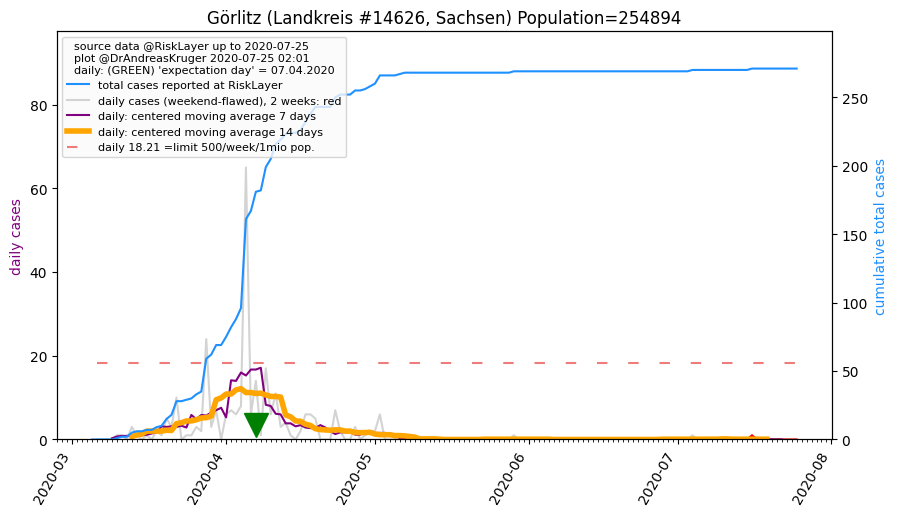 Görlitz (Landkreis #14626, Sachsen) Population=254894
source data @RiskLayer up to 2020-07-25
plot @DrAndreasKruger 2020-07-25 02:01
daily: (GREEN) 'expectation day' = 07.04.2020
total cases reported at RiskLayer
daily cases (weekend-flawed), 2 weeks: red
daily: centered moving average 7 days
daily: centered moving average 14 days
daily 18.21 =limit 500/week/1mio pop.
daily cases
80
60
40
20
0
cumulative total cases
250
200
150
100
50
0
2020-03
2020-04
2020-05
2020-06
2020-07
2020-08